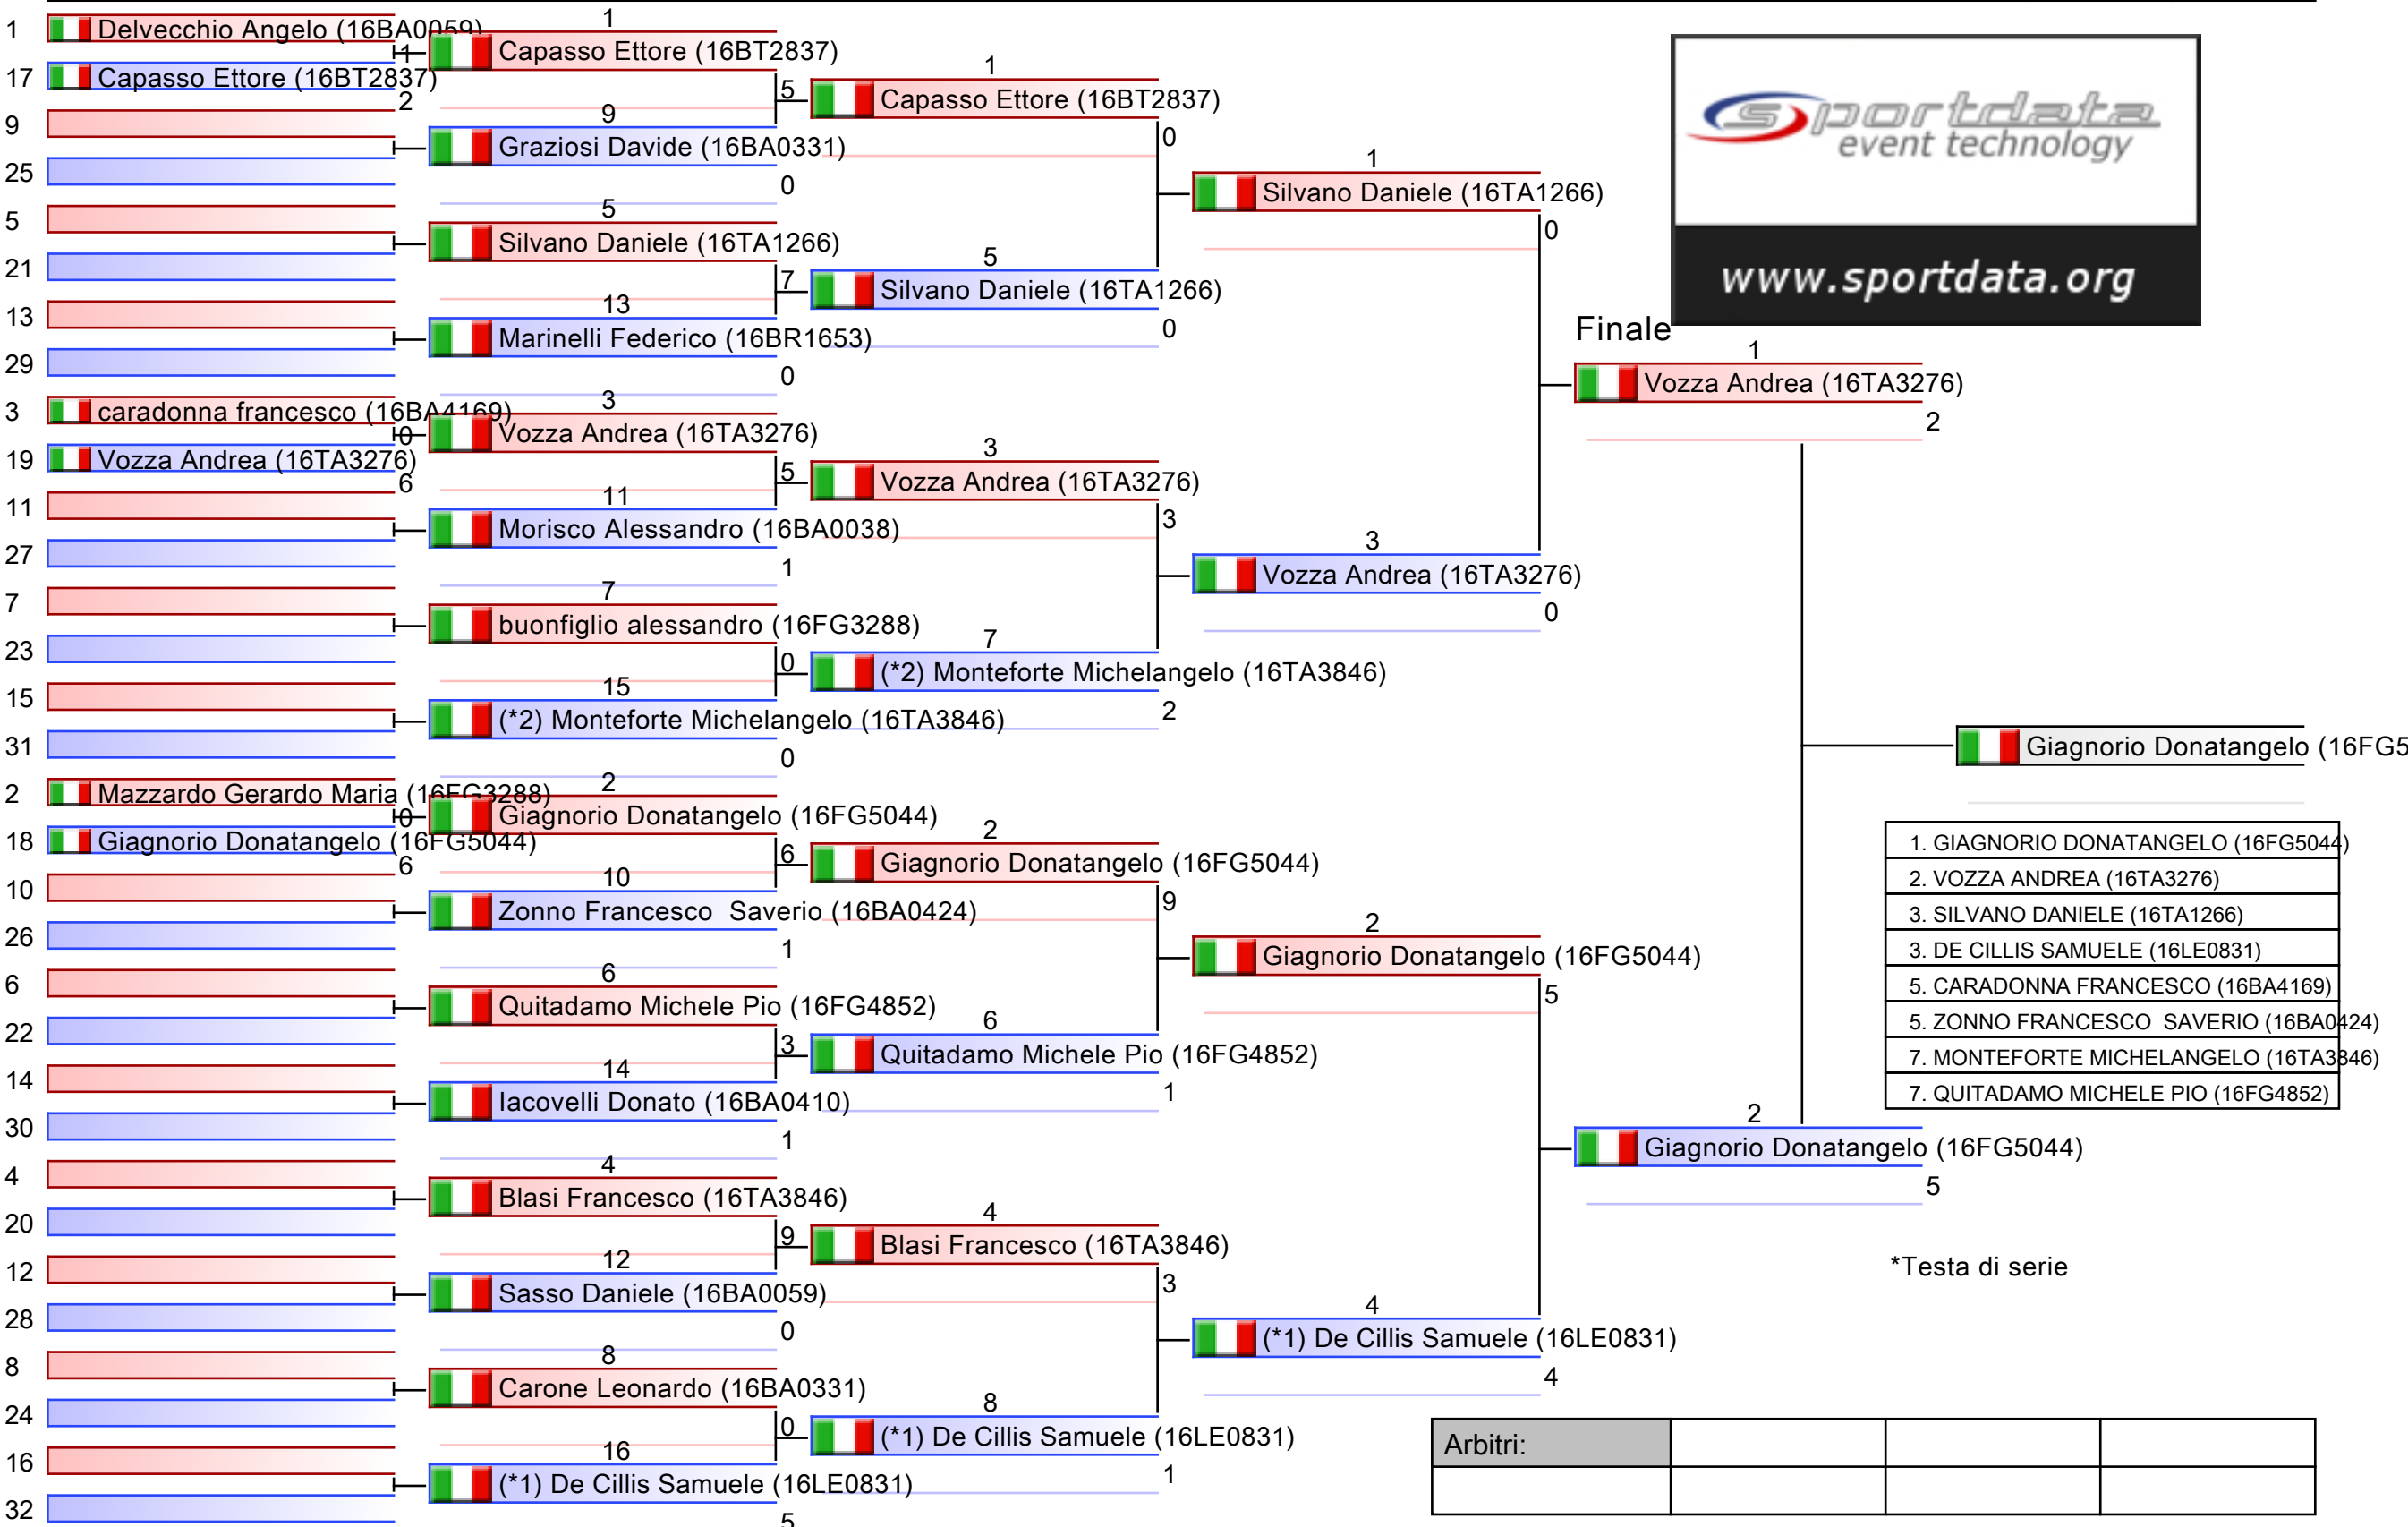 1 Delvecchio Angelo (16BA0059)
1
17 Capasso Ettore (16BT2837)
2
9
25
5
21
13
29
3 caradonna francesco (16BA4169)
0
19 Vozza Andrea (16TA3276)
6
11
27
7
23
15
31
2 Mazzardo Gerardo Maria (16FG3288)
0
18 Giagnorio Donatangelo (16FG5044)
6
10
26
6
22
14
30
4
20
12
28
8
24
16
32
1
Capasso Ettore (16BT2837)
5
9
Graziosi Davide (16BA0331)
0
5
Silvano Daniele (16TA1266)
7
13
Marinelli Federico (16BR1653)
0
3
Vozza Andrea (16TA3276)
5
11
Morisco Alessandro (16BA0038)
1
7
buonfiglio alessandro (16FG3288)
0
15
(*2) Monteforte Michelangelo (16TA3846)
0
2
Giagnorio Donatangelo (16FG5044)
6
10
Zonno Francesco  Saverio (16BA0424)
1
6
Quitadamo Michele Pio (16FG4852)
3
14
Iacovelli Donato (16BA0410)
1
4
Blasi Francesco (16TA3846)
9
12
Sasso Daniele (16BA0059)
0
8
Carone Leonardo (16BA0331)
0
16
(*1) De Cillis Samuele (16LE0831)
5
1
Capasso Ettore (16BT2837)
0
5
Silvano Daniele (16TA1266)
0
3
Vozza Andrea (16TA3276)
3
7
(*2) Monteforte Michelangelo (16TA3846)
2
2
Giagnorio Donatangelo (16FG5044)
9
6
Quitadamo Michele Pio (16FG4852)
1
4
Blasi Francesco (16TA3846)
3
8
(*1) De Cillis Samuele (16LE0831)
1
1
Silvano Daniele (16TA1266)
0
3
Vozza Andrea (16TA3276)
0
2
Giagnorio Donatangelo (16FG5044)
5
4
(*1) De Cillis Samuele (16LE0831)
4
sportdata
event technology
www.sportdata.org
Finale
1
Vozza Andrea (16TA3276)
2
2
Giagnorio Donatangelo (16FG5044)
5
Giagnorio Donatangelo (16FG5
1. GIAGNORIO DONATANGELO (16FG5044)
2. VOZZA ANDREA (16TA3276)
3. SILVANO DANIELE (16TA1266)
3. DE CILLIS SAMUELE (16LE0831)
5. CARADONNA FRANCESCO (16BA4169)
5. ZONNO FRANCESCO  SAVERIO (16BA0424)
7. MONTEFORTE MICHELANGELO (16TA3846)
7. QUITADAMO MICHELE PIO (16FG4852)
*Testa di serie
Arbitri: